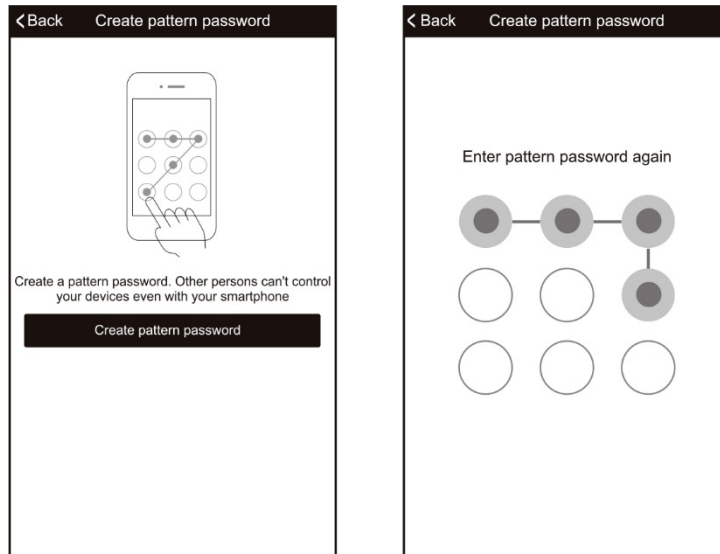 Back Create pattern password
Create a pattern password. Other persons can't control
your devices even with your smartphone
Create pattern password
Back Create pattern password
Enter pattern password again